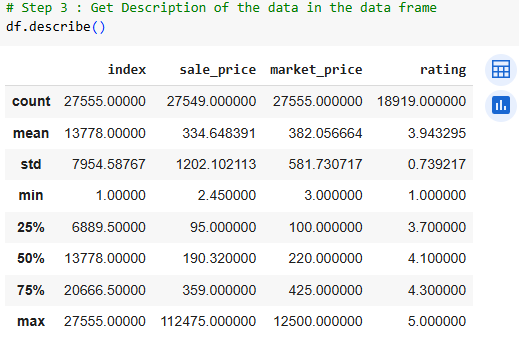 # Step 3 : Get Description of the data in the data frame
df.describe()
index sale_price market_price rating
count 27555.00000 27549.000000 27555.000000 18919.000000
mean 13778.00000 334.648391 382.056664 3.943295
std 7954.58767 1202.102113 581.730717 0.739217
min 1.00000 2.450000 3.000000 1.000000
25% 6889.50000 95.000000 100.000000 3.700000
50% 13778.00000 190.320000 220.000000 4.100000
75% 20666.50000 359.000000 425.000000 4.300000
max 27555.00000 112475.000000 12500.000000 5.000000